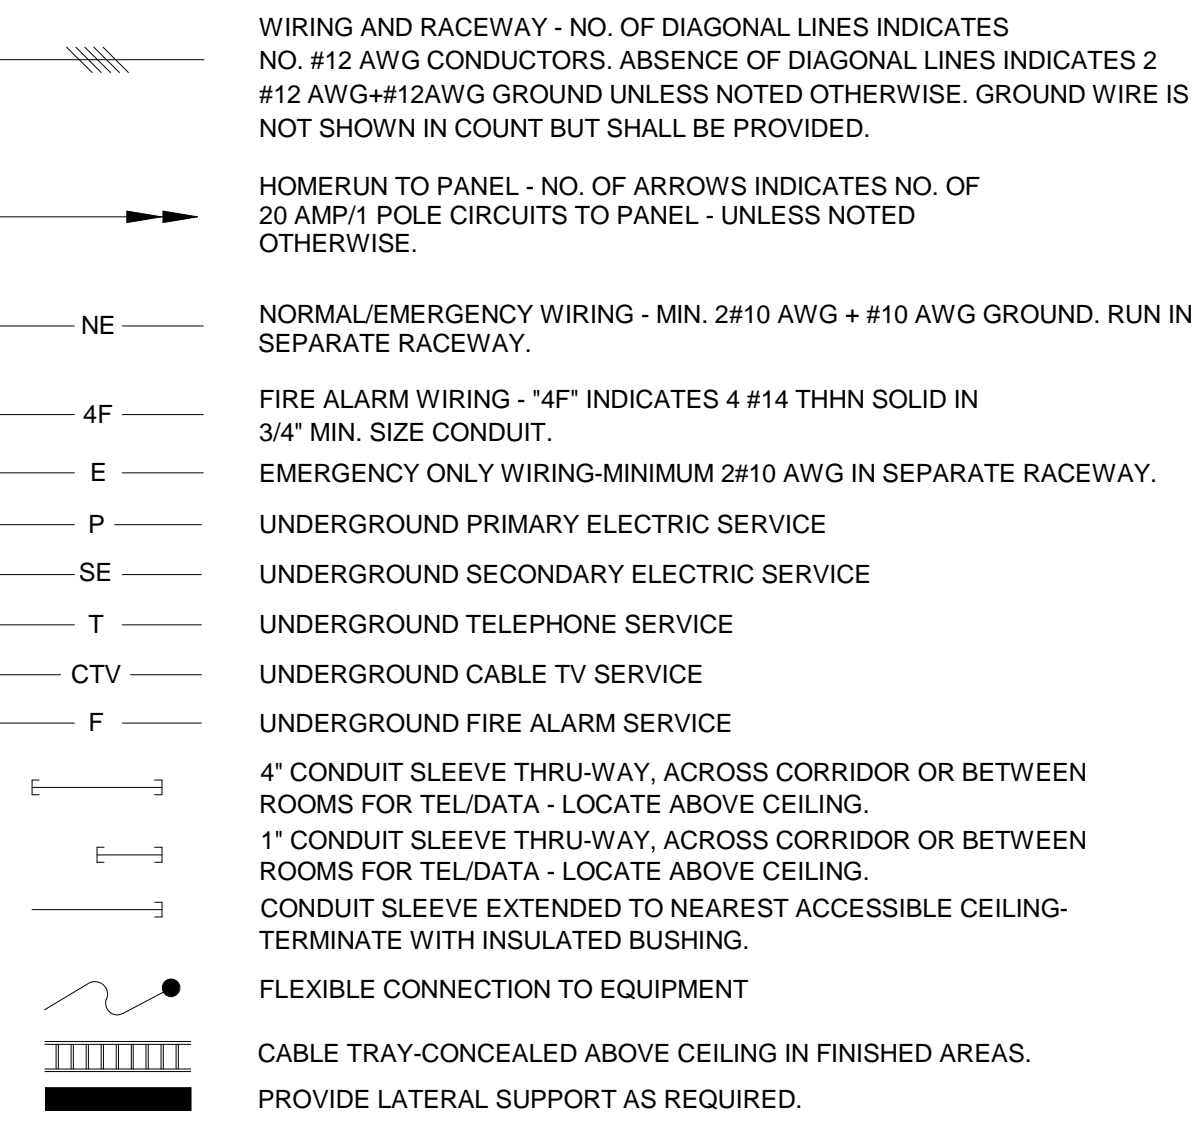 WIRING AND RACEWAY - NO. OF DIAGONAL LINES INDICATES
NO. #12 AWG CONDUCTORS. ABSENCE OF DIAGONAL LINES INDICATES 2
#12 AWG+#12AWG GROUND UNLESS NOTED OTHERWISE. GROUND WIRE IS
NOT SHOWN IN COUNT BUT SHALL BE PROVIDED.
HOMERUN TO PANEL - NO. OF ARROWS INDICATES NO. OF
20 AMP/1 POLE CIRCUITS TO PANEL - UNLESS NOTED
OTHERWISE.
NE NORMAL/EMERGENCY WIRING - MIN. 2#10 AWG + #10 AWG GROUND. RUN IN
SEPARATE RACEWAY.
4F FIRE ALARM WIRING - "4F" INDICATES 4 #14 THHN SOLID IN
3/4" MIN. SIZE CONDUIT.
E EMERGENCY ONLY WIRING-MINIMUM 2#10 AWG IN SEPARATE RACEWAY.
P UNDERGROUND PRIMARY ELECTRIC SERVICE
SE UNDERGROUND SECONDARY ELECTRIC SERVICE
T UNDERGROUND TELEPHONE SERVICE
CTV UNDERGROUND CABLE TV SERVICE
F UNDERGROUND FIRE ALARM SERVICE
4" CONDUIT SLEEVE THRU-WAY, ACROSS CORRIDOR OR BETWEEN
ROOMS FOR TEL/DATA - LOCATE ABOVE CEILING.
1" CONDUIT SLEEVE THRU-WAY, ACROSS CORRIDOR OR BETWEEN
ROOMS FOR TEL/DATA - LOCATE ABOVE CEILING.
CONDUIT SLEEVE EXTENDED TO NEAREST ACCESSIBLE CEILING-
TERMINATE WITH INSULATED BUSHING.
FLEXIBLE CONNECTION TO EQUIPMENT
CABLE TRAY-CONCEALED ABOVE CEILING IN FINISHED AREAS.
PROVIDE LATERAL SUPPORT AS REQUIRED.